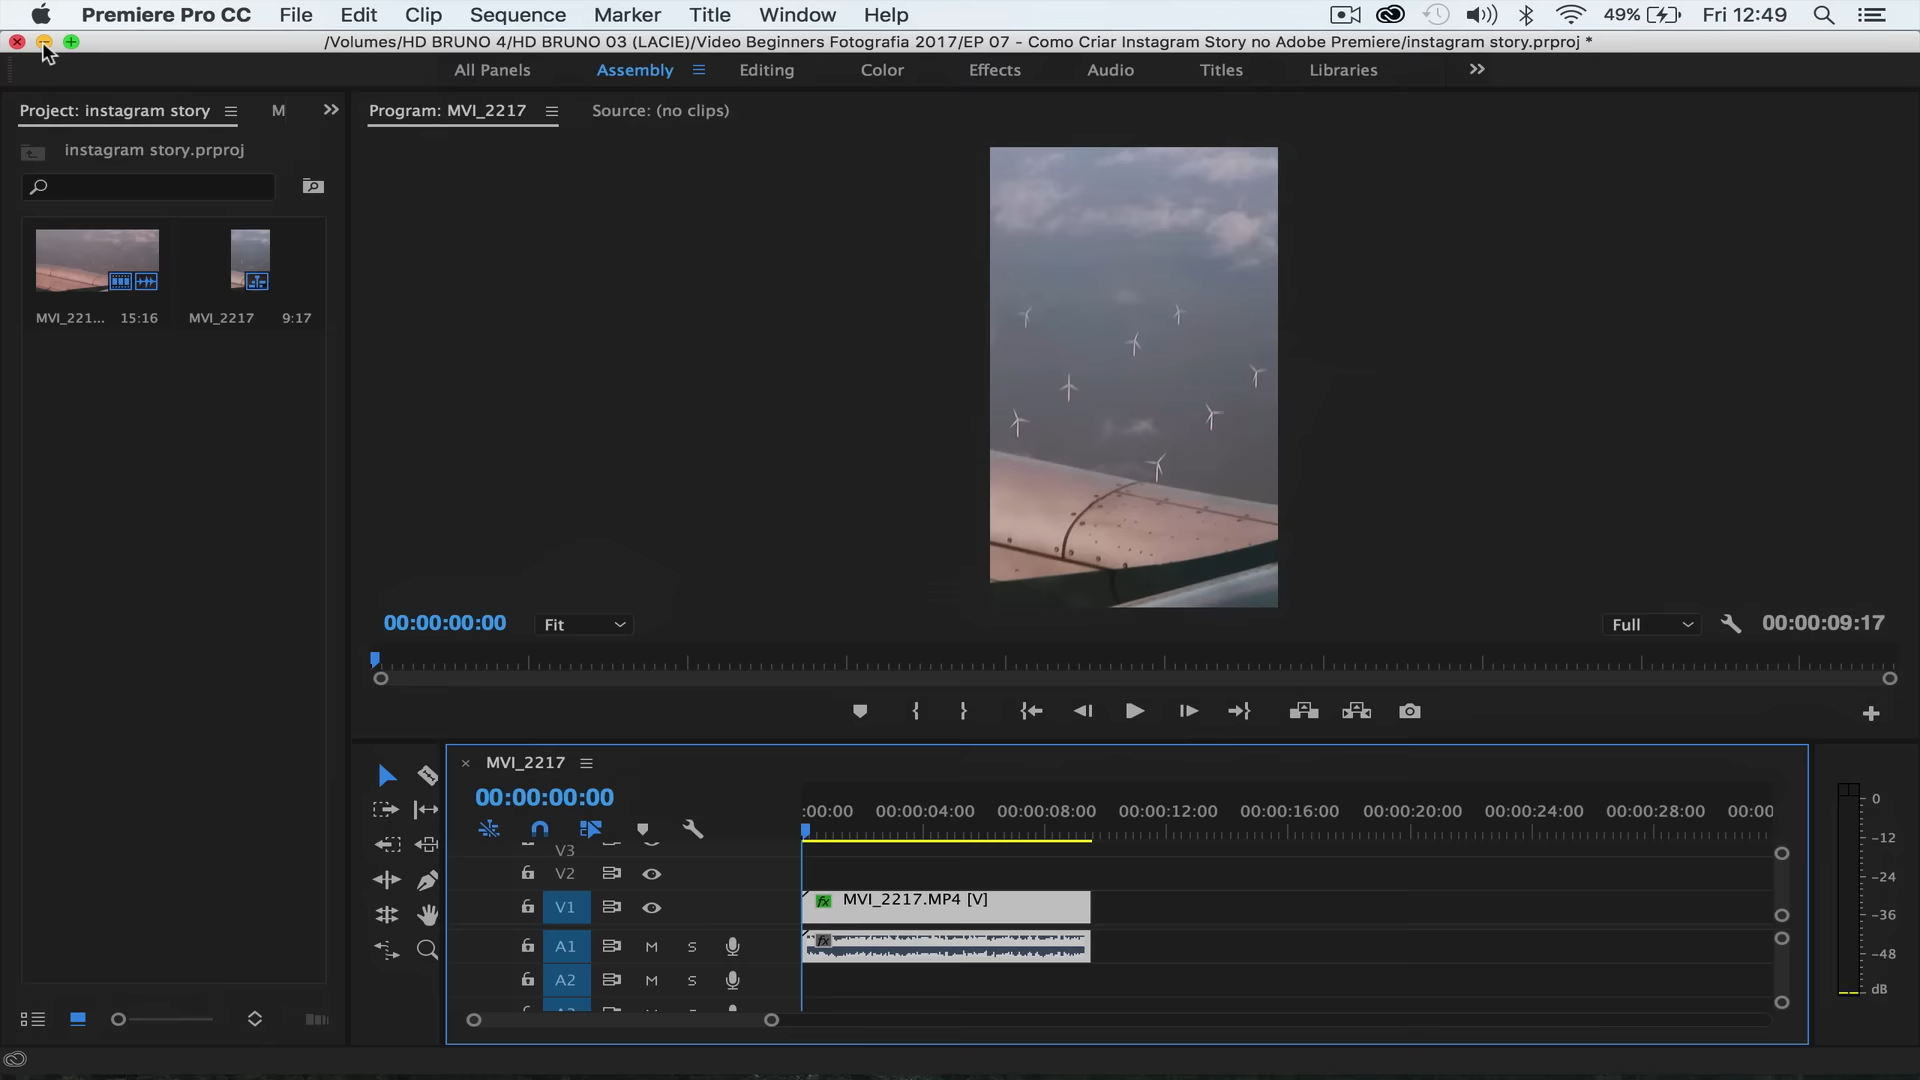 Premiere Pro CC File Edit Clip Sequence Marker Title Window Help 49% Fri 12:49
/Volumes/HD BRUNO 4/HD BRUNO 03 (LACIE)/Video Beginners Fotografia 2017/EP 07 - Como Criar Instagram Story no Adobe Premiere/instagram story.prproj *
All Panels Assembly Editing Color Effects Audio Titles Libraries
Project: instagram story M
Program: MVI_2217 Source: (no clips)
instagram story.prproj
MVI_221... 15:16 MVI_2217 9:17
00:00:00:00 Fit Full 00:00:09:17
MVI_2217
00:00:00:00
:00:00 00:00:04:00 00:00:08:00 00:00:12:00 00:00:16:00 00:00:20:00 00:00:24:00 00:00:28:00 00:00
V3
V2
V1 fx MVI_2217.MP4 [V]
A1 M S fx
A2 M S
0
-12
-24
-36
-48
dB